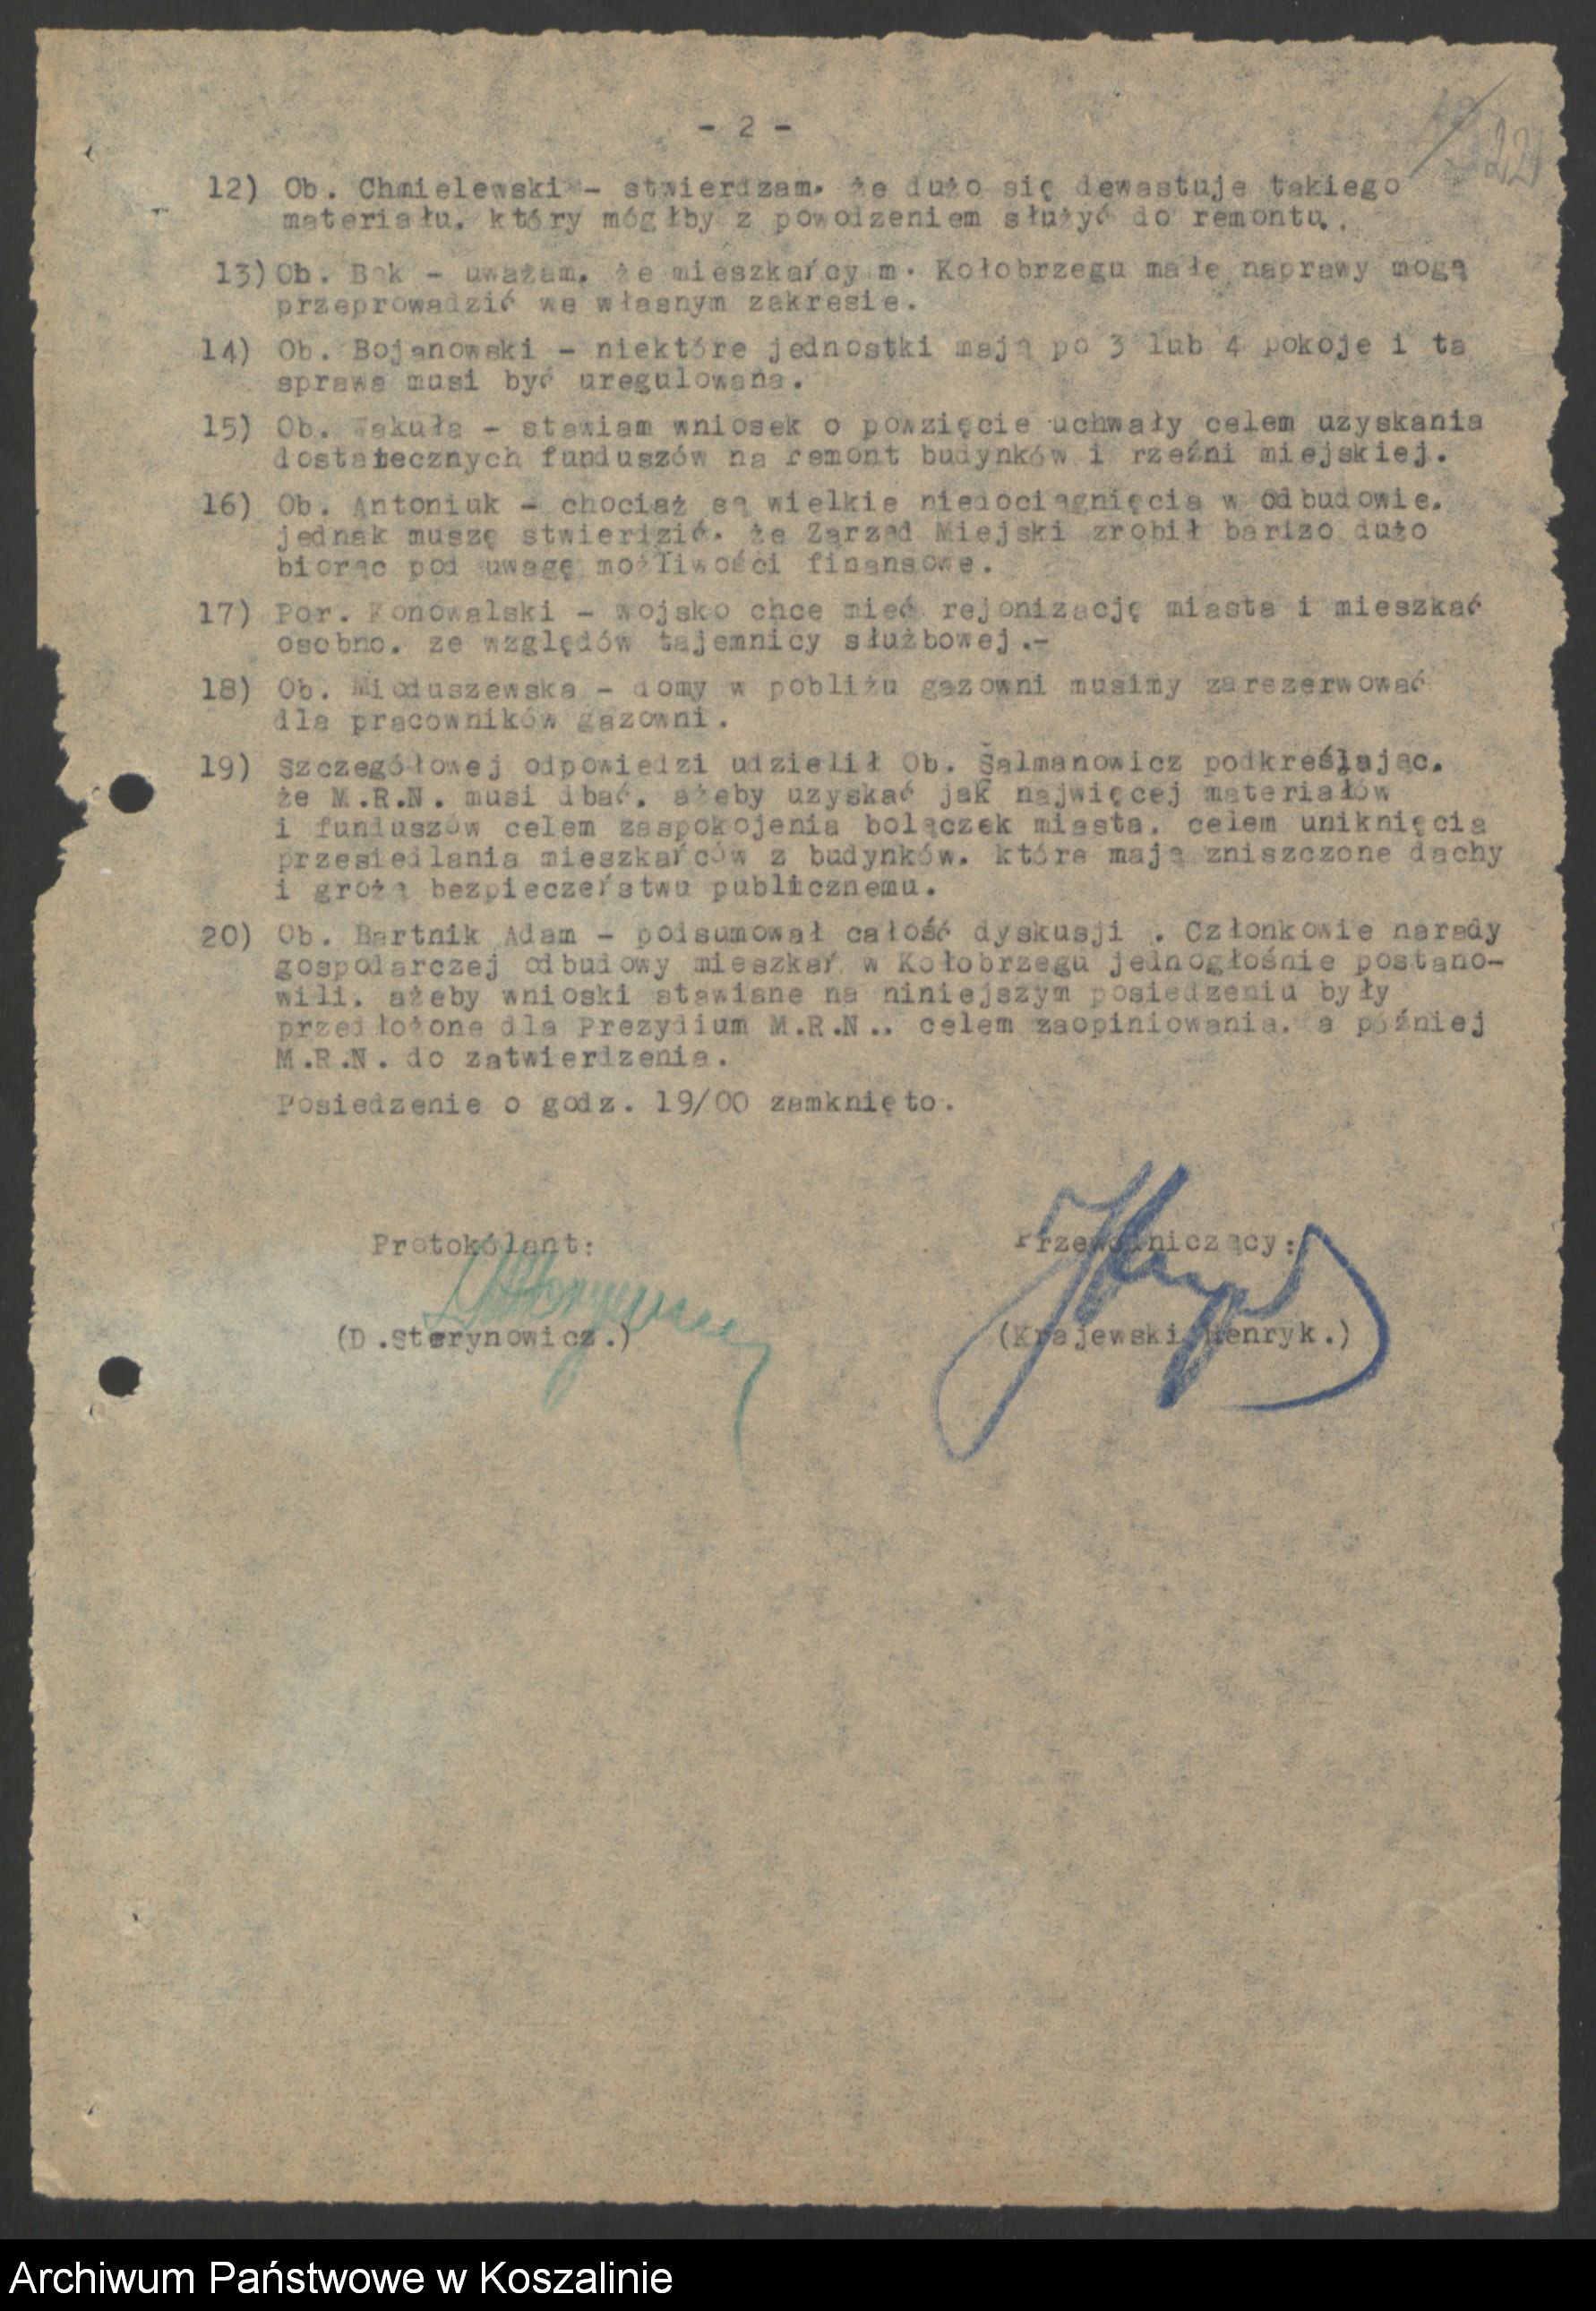 - 2 -
22
12) Ob. Chmielewski - stwierdzam. że dużo się dewastuje takiego
materiału. który mógłby z powodzeniem służyć do remontu..
13) Ob. Bąk - uważam. że mieszkańcy m. Kołobrzegu małe naprawy mogą
przeprowadzić we własnym zakresie.
14) Ob. Bojanowski - niektóre jednostki mają po 3 lub 4 pokoje i ta
sprawa musi być uregulowana.
15) Ob. Wakuła - stawiam wniosek o powzięcie uchwały celem uzyskania
dostatecznych funduszów na remont budynków i rzeźni miejskiej.
16) Ob. Antoniuk - chociaż są wielkie niedociągnięcia w odbudowie.
jednak muszę stwierdzić. że Zarząd Miejski zrobił bardzo dużo
biorąc pod uwagę możliwości finansowe.
17) Por. Konowalski - wojsko chce mieć rejonizację miasta i mieszkać
osobno. ze względów tajemnicy służbowej.-
18) Ob. Mioduszewska - domy w pobliżu gazowni musimy zarezerwować
dla pracowników gazowni.
19) Szczegółowej odpowiedzi udzielił Ob. Salmanowicz podkreślając.
że M.R.N. musi dbać. ażeby uzyskać jak najwięcej materiałów
i funduszów celem zaspokojenia bolączek miasta. celem uniknięcia
przesiedlania mieszkańców z budynków. które mają zniszczone dachy
i grożą bezpieczeństwu publicznemu.
20) Ob. Bartnik Adam - podsumował całość dyskusji . Członkowie narady
gospodarczej odbudowy mieszkań w Kołobrzegu jednogłośnie postano-
wili. ażeby wnioski stawiane na niniejszym posiedzeniu były
przedłożone dla Prezydium M.R.N.. celem zaopiniowania. a później
M.R.N. do zatwierdzenia.
Posiedzenie o godz. 19/00 zamknięto.
Protokólant: Przewodniczący:
(D.Starynowicz.) (Krajewski Henryk.)
Archiwum Państwowe w Koszalinie